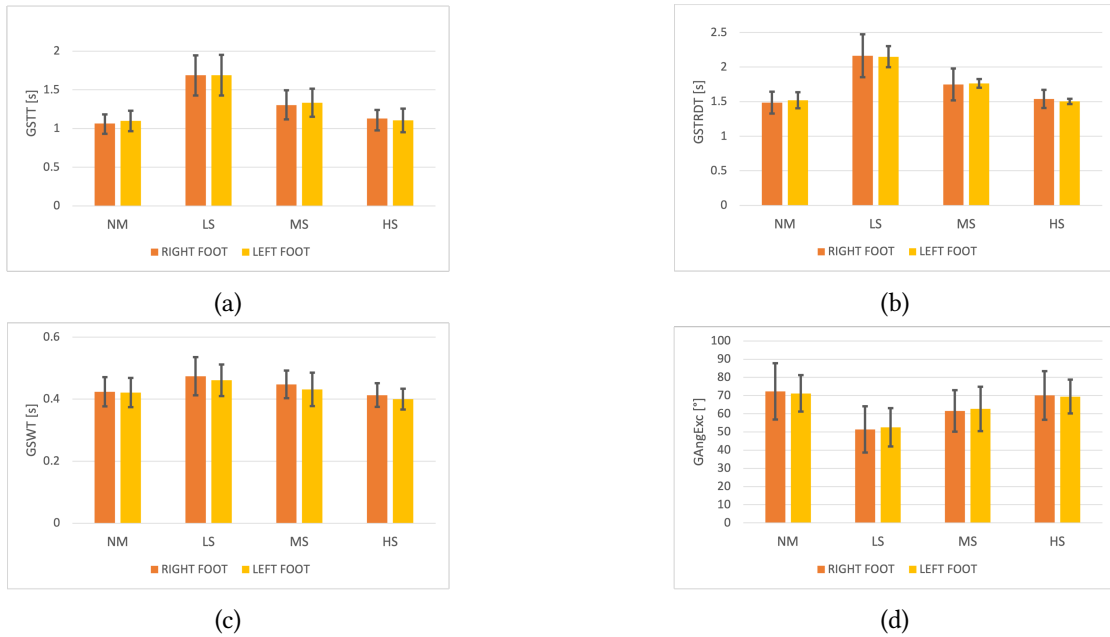 2
1.5
1
0.5
0
GSTT [s]
NM LS MS HS
RIGHT FOOT LEFT FOOT
(a)
2.5
2
1.5
1
0.5
0
GSTRDT [s]
NM LS MS HS
RIGHT FOOT LEFT FOOT
(b)
0.6
0.4
0.2
0
GSWT [s]
NM LS MS HS
RIGHT FOOT LEFT FOOT
(c)
100
90
80
70
60
50
40
30
20
10
0
GAngExc [°]
NM LS MS HS
RIGHT FOOT LEFT FOOT
(d)